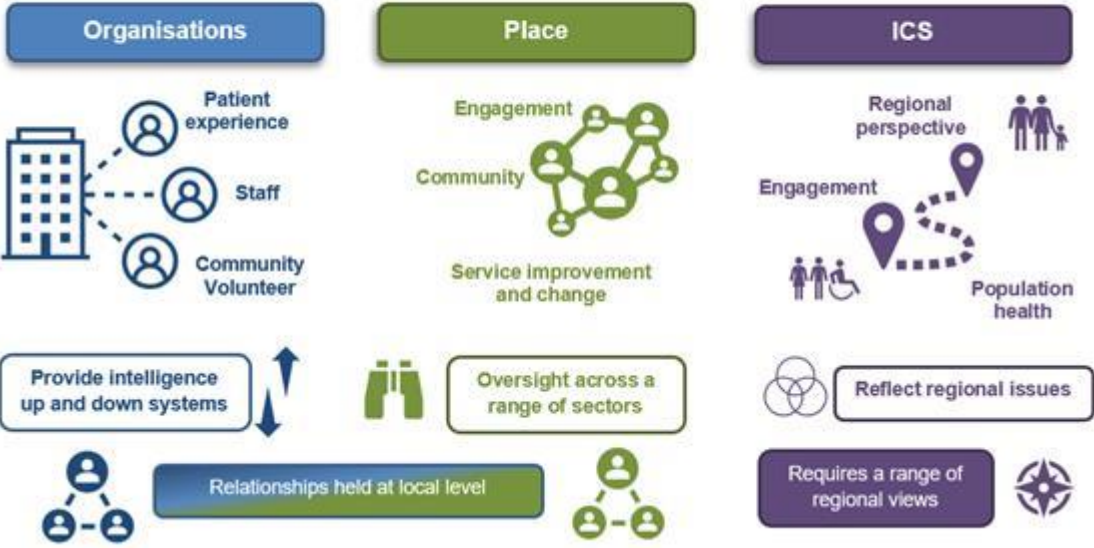 Organisations
Patient
experience
Staff
Community
Volunteer
Provide intelligence
up and down systems
Place
Engagement
Community
Service improvement
and change
Oversight across a
range of sectors
Relationships held at local level
ICS
Regional
perspective
Engagement
Population
health
Reflect regional issues
Requires a range of
regional views